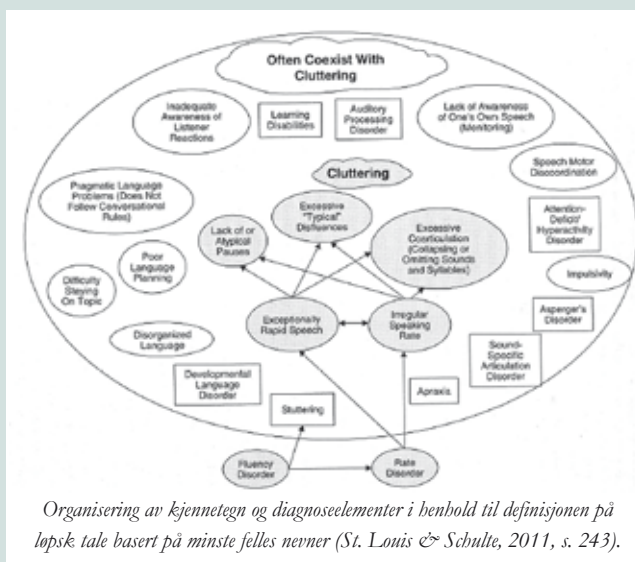 Often Coexist With
Cluttering
Inadequate
Awareness of
Listener
Reactions
Learning
Disabilities
Auditory
Processing
Disorder
Lack of Awareness
of One's Own Speech
(Monitoring)
Cluttering
Speech Motor
Discoordination
Pragmatic Language
Problems (Does Not
Follow Conversational
Rules)
Excessive
"Typical"
Disfluencies
Lack of or
Atypical
Pauses
Excessive
Coarticulation
(Collapsing or
Omitting Sounds
and Syllables)
Attention-
Deficit/
Hyperactivity
Disorder
Poor
Language
Planning
Difficulty
Staying
On Topic
Impulsivity
Exceptionally
Rapid Speech
Irregular
Speaking
Rate
Asperger's
Disorder
Disorganized
Language
Sound-
Specific
Articulation
Disorder
Developmental
Language
Disorder
Apraxia
Stuttering
Fluency
Disorder
Rate
Disorder
Organisering av kjennetegn og diagnoseelementer i henhold til definisjonen på
løpsk tale basert på minste felles nevner (St. Louis & Schulte, 2011, s. 243).